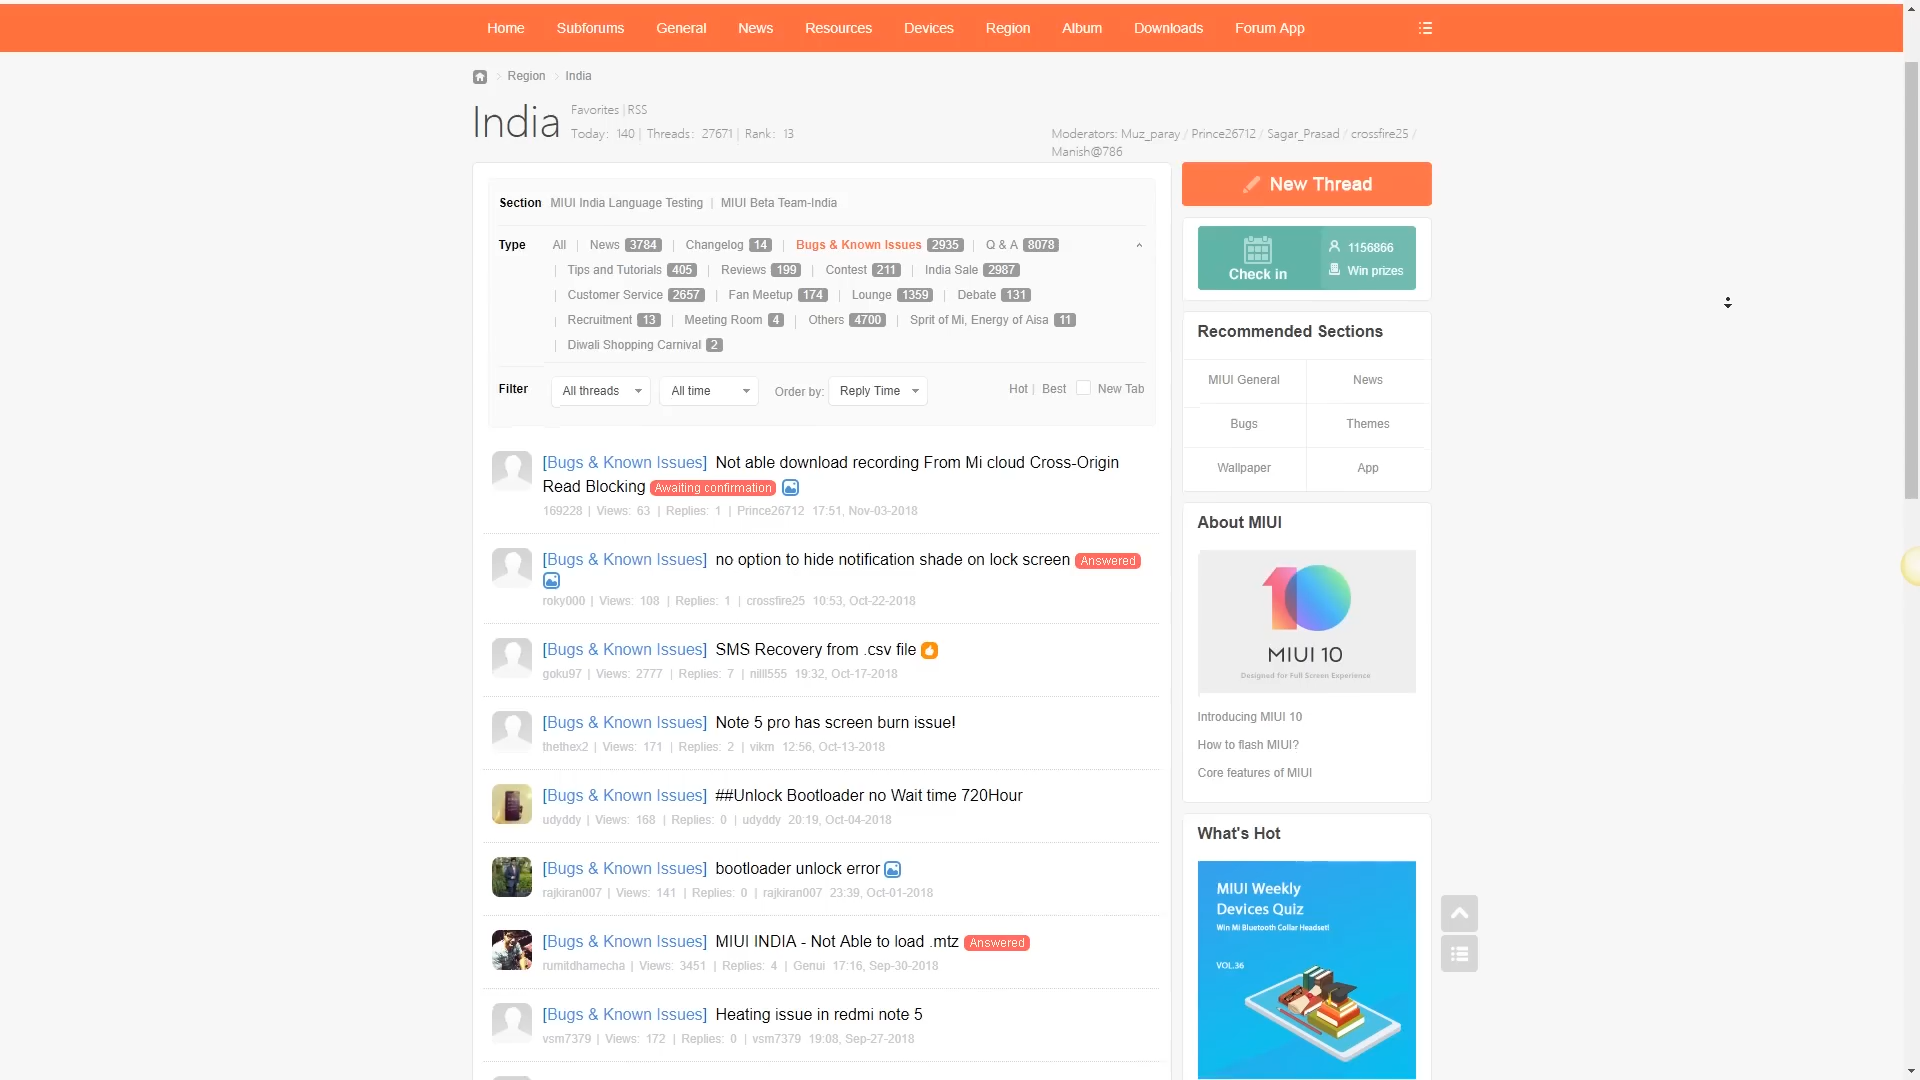 Home Subforums General News Resources Devices Region Album Downloads Forum App
Region India
India
Favorites | RSS
Today: 140 | Threads: 27671 | Rank: 13
Moderators: Muz_paray / Prince26712 / Sagar_Prasad / crossfire25 /
Manish@786
New Thread
Section MIUI India Language Testing | MIUI Beta Team-India
Type All | News 3784 | Changelog 14 | Bugs & Known Issues 2935 | Q & A 8078
| Tips and Tutorials 405 | Reviews 199 | Contest 211 | India Sale 2987
| Customer Service 2657 | Fan Meetup 174 | Lounge 1359 | Debate 131
| Recruitment 13 | Meeting Room 4 | Others 4700 | Sprit of Mi, Energy of Aisa 11
| Diwali Shopping Carnival 2
Filter All threads All time Order by: Reply Time Hot | Best New Tab
[Bugs & Known Issues] Not able download recording From Mi cloud Cross-Origin
Read Blocking Awaiting confirmation
169228 | Views: 63 | Replies: 1 | Prince26712 17:51, Nov-03-2018
[Bugs & Known Issues] no option to hide notification shade on lock screen Answered
roky000 | Views: 108 | Replies: 1 | crossfire25 10:53, Oct-22-2018
[Bugs & Known Issues] SMS Recovery from .csv file
goku97 | Views: 2777 | Replies: 7 | nilll555 19:32, Oct-17-2018
[Bugs & Known Issues] Note 5 pro has screen burn issue!
thethex2 | Views: 171 | Replies: 2 | vikm 12:56, Oct-13-2018
[Bugs & Known Issues] ##Unlock Bootloader no Wait time 720Hour
udyddy | Views: 168 | Replies: 0 | udyddy 20:19, Oct-04-2018
[Bugs & Known Issues] bootloader unlock error
rajkiran007 | Views: 141 | Replies: 0 | rajkiran007 23:39, Oct-01-2018
[Bugs & Known Issues] MIUI INDIA - Not Able to load .mtz Answered
rumitdhamecha | Views: 3451 | Replies: 4 | Genui 17:16, Sep-30-2018
[Bugs & Known Issues] Heating issue in redmi note 5
vsm7379 | Views: 172 | Replies: 0 | vsm7379 19:08, Sep-27-2018
Check in
1156866
Win prizes
Recommended Sections
MIUI General News
Bugs Themes
Wallpaper App
About MIUI
10
MIUI 10
Designed for Full Screen Experience
Introducing MIUI 10
How to flash MIUI?
Core features of MIUI
What's Hot
MIUI Weekly
Devices Quiz
Win Mi Bluetooth Collar Headset!
VOL.36